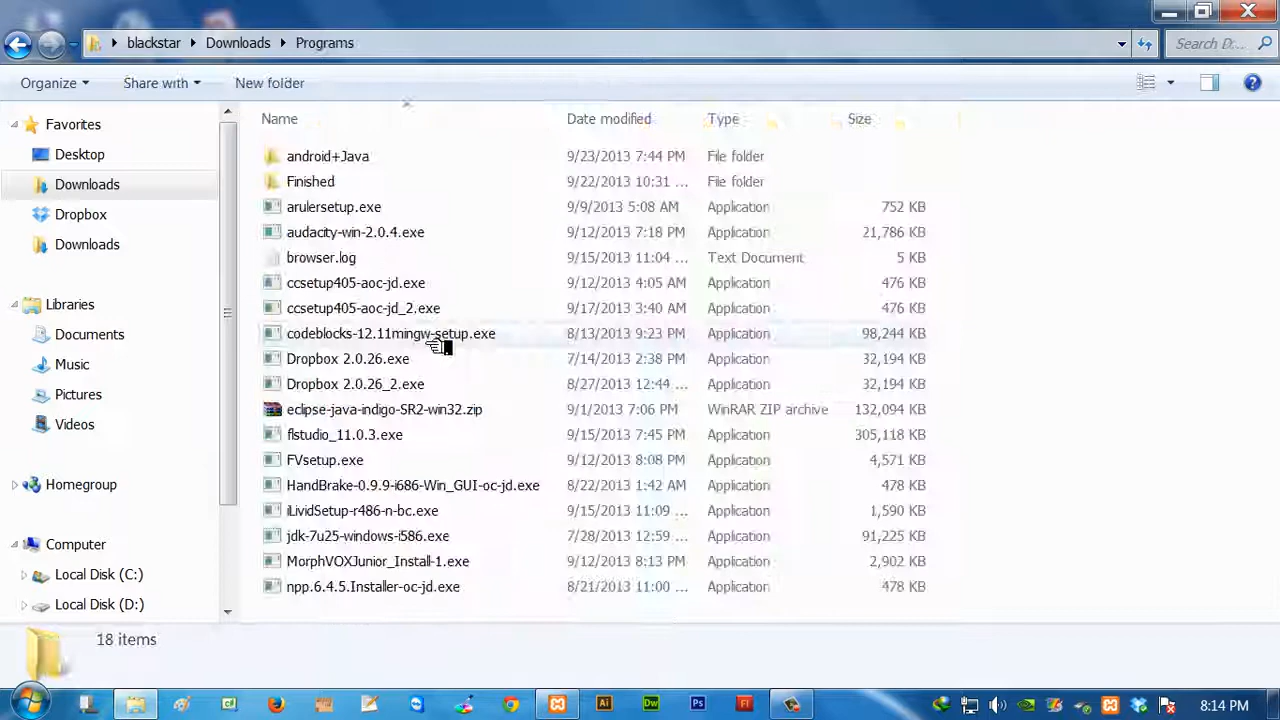 blackstar Downloads Programs Search D...
Organize Share with New folder
Favorites
Desktop
Downloads
Dropbox
Downloads
Libraries
Documents
Music
Pictures
Videos
Homegroup
Computer
Local Disk (C:)
Local Disk (D:)
Name Date modified Type Size
android+Java 9/23/2013 7:44 PM File folder
Finished 9/22/2013 10:31 ... File folder
arulersetup.exe 9/9/2013 5:08 AM Application 752 KB
audacity-win-2.0.4.exe 9/12/2013 7:18 PM Application 21,786 KB
browser.log 9/15/2013 11:04 ... Text Document 5 KB
ccsetup405-aoc-jd.exe 9/12/2013 4:05 AM Application 476 KB
ccsetup405-aoc-jd_2.exe 9/17/2013 3:40 AM Application 476 KB
codeblocks-12.11mingw-setup.exe 8/13/2013 9:23 PM Application 98,244 KB
Dropbox 2.0.26.exe 7/14/2013 2:38 PM Application 32,194 KB
Dropbox 2.0.26_2.exe 8/27/2013 12:44 ... Application 32,194 KB
eclipse-java-indigo-SR2-win32.zip 9/1/2013 7:06 PM WinRAR ZIP archive 132,094 KB
flstudio_11.0.3.exe 9/15/2013 7:45 PM Application 305,118 KB
FVsetup.exe 9/12/2013 8:08 PM Application 4,571 KB
HandBrake-0.9.9-i686-Win_GUI-oc-jd.exe 8/22/2013 1:42 AM Application 478 KB
iLividSetup-r486-n-bc.exe 9/15/2013 11:09 ... Application 1,590 KB
jdk-7u25-windows-i586.exe 7/28/2013 12:59 ... Application 91,225 KB
MorphVOXJunior_Install-1.exe 9/12/2013 8:13 PM Application 2,902 KB
npp.6.4.5.Installer-oc-jd.exe 8/21/2013 11:00 ... Application 478 KB
18 items
Ai Dw Ps Fl 8:14 PM